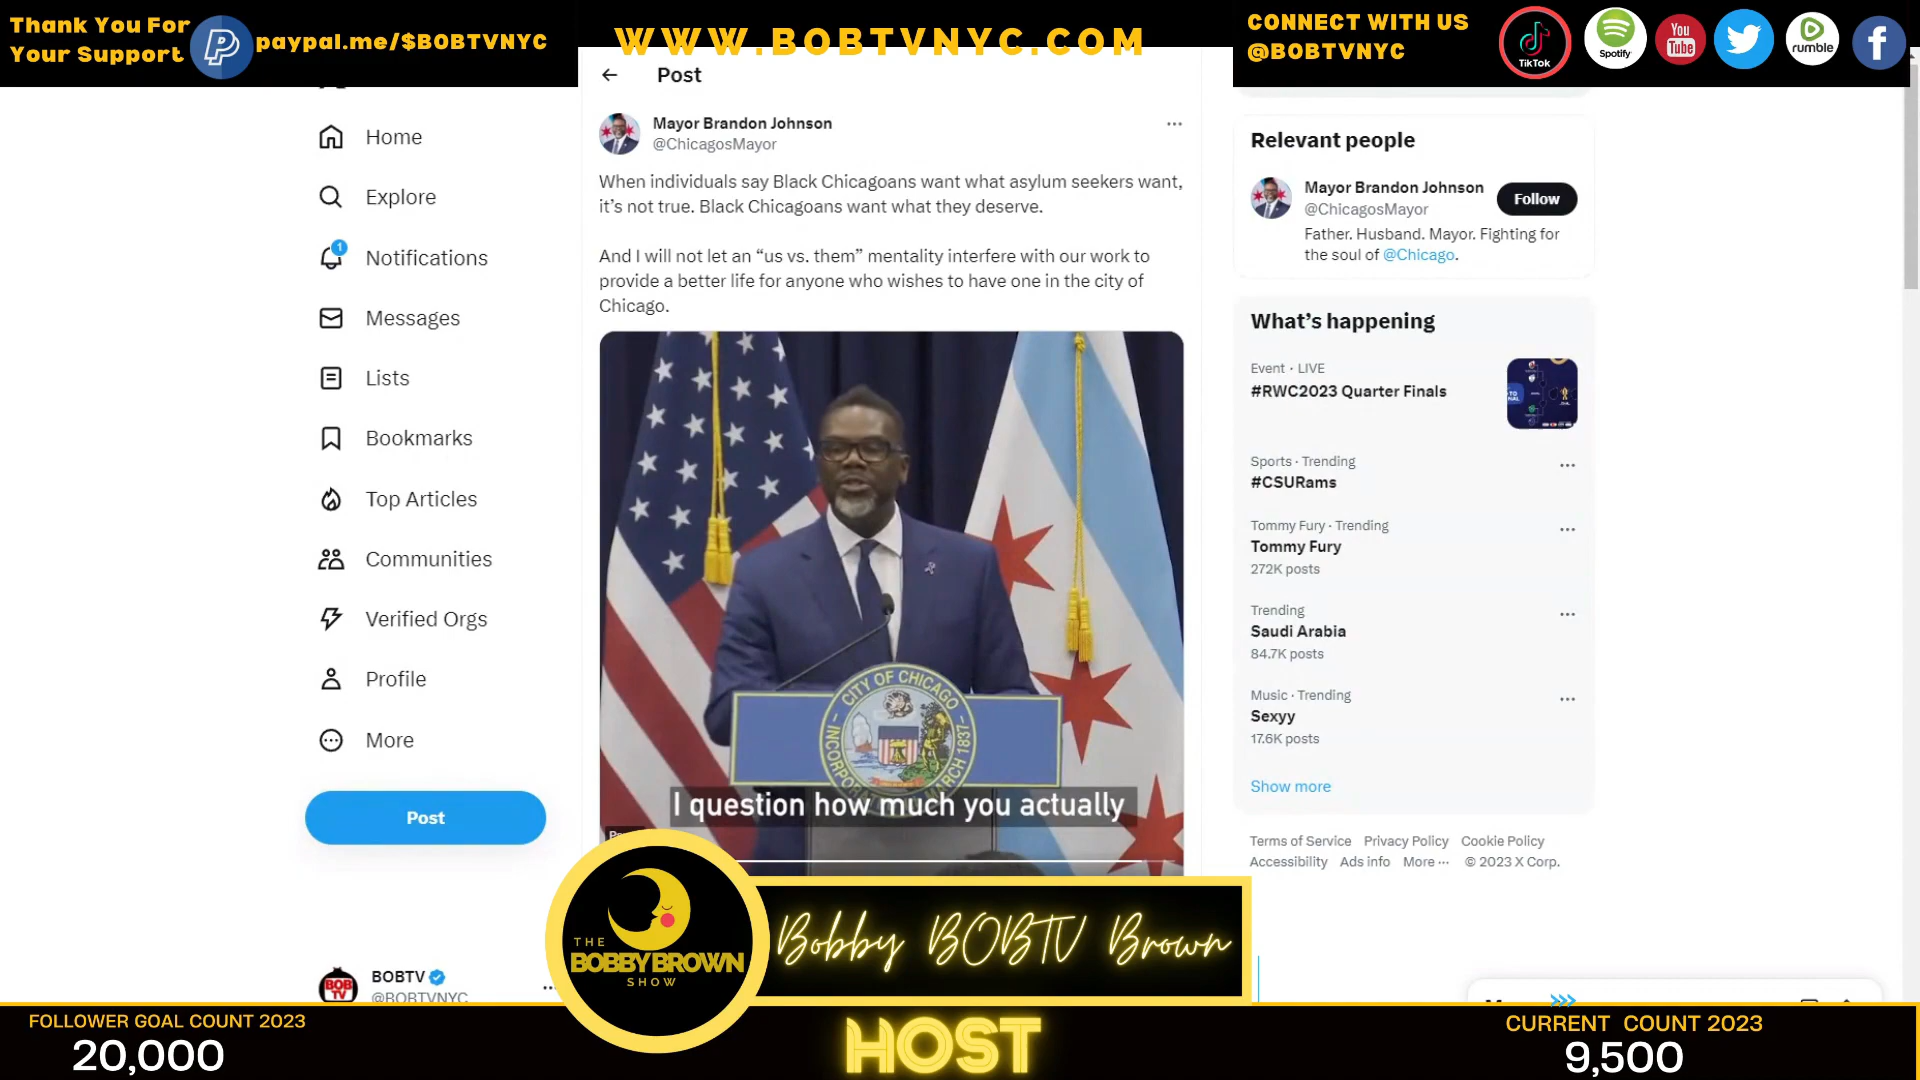 Thank You For
Your Support
paypal.me/$BOBTVNYC
WWW.BOBTVNYC.COM
CONNECT WITH US
@BOBTVNYC
TikTok
Spotify
You
Tube
rumble
Post
Mayor Brandon Johnson
@ChicagosMayor
When individuals say Black Chicagoans want what asylum seekers want,
it’s not true. Black Chicagoans want what they deserve.
And I will not let an “us vs. them” mentality interfere with our work to
provide a better life for anyone who wishes to have one in the city of
Chicago.
CITY OF CHICAGO
MARCH 1837
I question how much you actually
Home
Explore
1
Notifications
Messages
Lists
Bookmarks
Top Articles
Communities
Verified Orgs
Profile
More
Post
BOB
TV
BOBTV
@BOBTVNYC
Relevant people
Mayor Brandon Johnson
@ChicagosMayor
Follow
Father. Husband. Mayor. Fighting for
the soul of @Chicago.
What’s happening
Event · LIVE
#RWC2023 Quarter Finals
Sports · Trending
#CSURams
Tommy Fury · Trending
Tommy Fury
272K posts
Trending
Saudi Arabia
84.7K posts
Music · Trending
Sexyy
17.6K posts
Show more
Terms of Service Privacy Policy Cookie Policy
Accessibility Ads info More ··· © 2023 X Corp.
THE
BOBBY BROWN
SHOW
Bobby BOBTV Brown
HOST
FOLLOWER GOAL COUNT 2023
20,000
CURRENT COUNT 2023
9,500